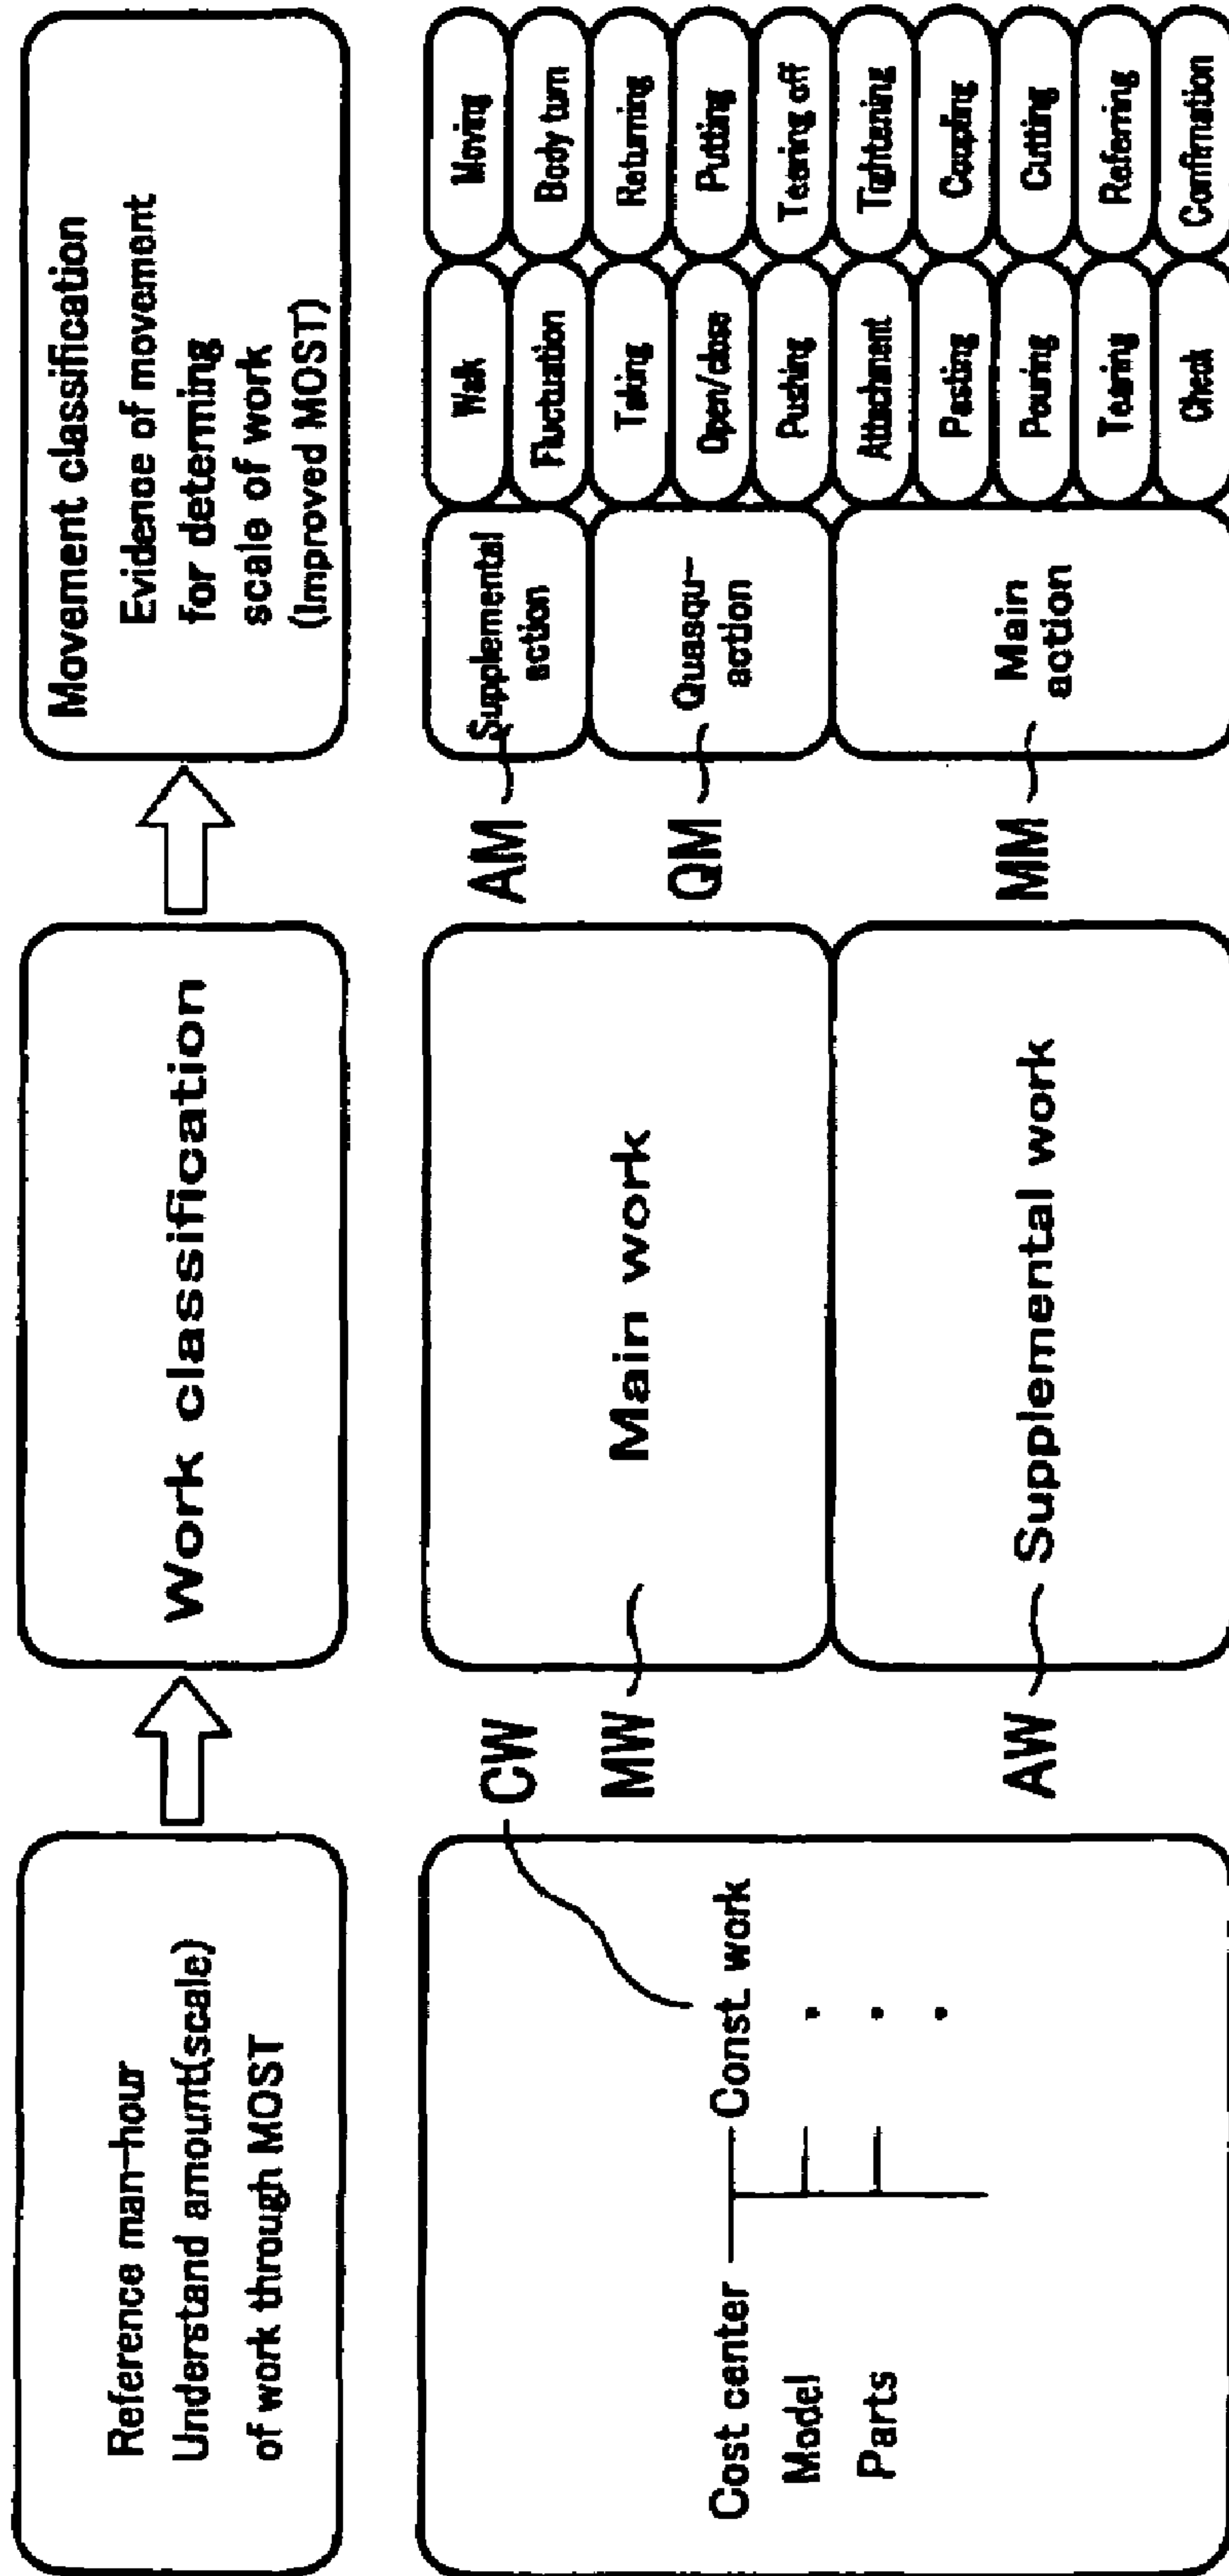 Reference man-hour
Understand amount(scale)
of work through MOST
Work classification
Movement classification
Evidence of movement
for determing
scale of work
(Improved MOST)
Cost center
Const. work
Model
Parts
CW
MW
Main work
AW
Supplemental work
AM
Supplemental
action
QM
Quasqu-
action
MM
Main
action
Walk
Moving
Fluctuation
Body turn
Taking
Returning
Open/close
Putting
Pushing
Tearing off
Attachment
Tightening
Pasting
Coupling
Pouring
Cutting
Tearing
Referring
Check
Confirmation